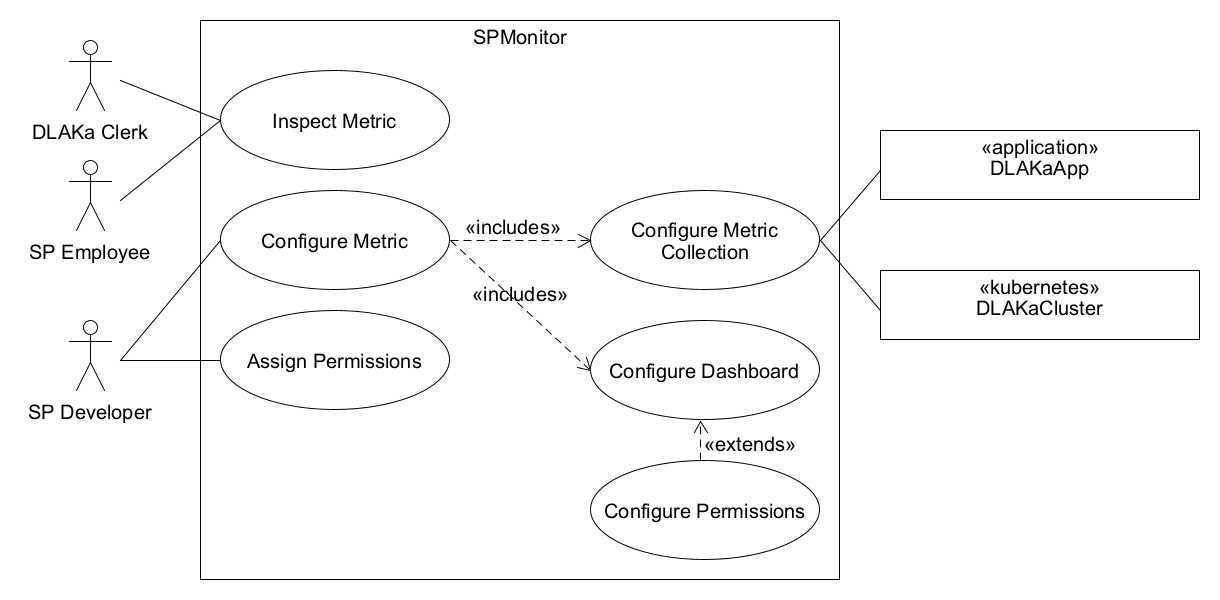 SPMonitor
DLAKa Clerk
SP Employee
SP Developer
Inspect Metric
Configure Metric
Assign Permissions
«includes»
«includes»
Configure Metric
Collection
Configure Dashboard
«extends»
Configure Permissions
«application»
DLAKaApp
«kubernetes»
DLAKaCluster